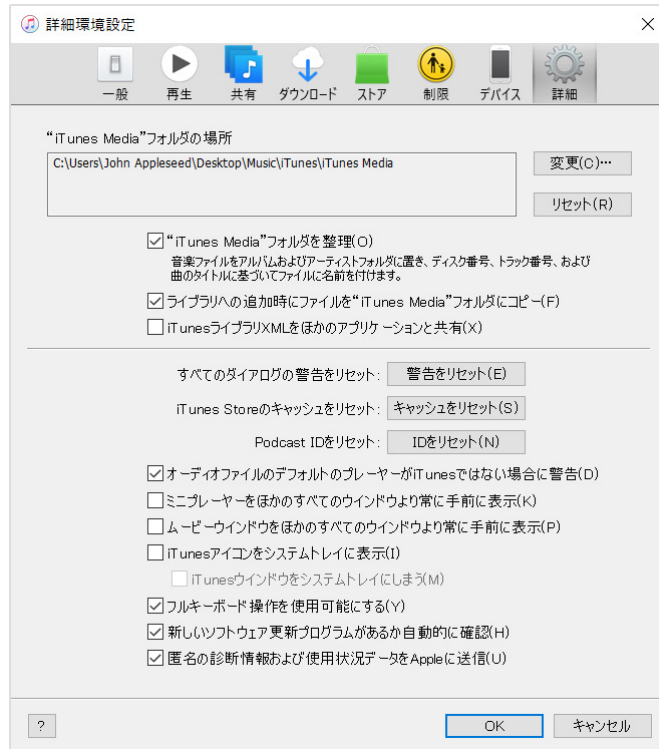 詳細環境設定
一般 再生 共有 ダウンロード ストア 制限 デバイス 詳細
“iTunes Media”フォルダの場所
C:\Users\John Appleseed\Desktop\Music\iTunes\iTunes Media
変更(C)…
リセット(R)
“iTunes Media”フォルダを整理(O)
音楽ファイルをアルバムおよびアーティストフォルダに置き、ディスク番号、トラック番号、および
曲のタイトルに基づいてファイルに名前を付けます。
ライブラリへの追加時にファイルを“iTunes Media”フォルダにコピー(F)
iTunesライブラリXMLをほかのアプリケーションと共有(X)
すべてのダイアログの警告をリセット: 警告をリセット(E)
iTunes Storeのキャッシュをリセット: キャッシュをリセット(S)
Podcast IDをリセット: IDをリセット(N)
オーディオファイルのデフォルトのプレーヤーがiTunesではない場合に警告(D)
ミニプレーヤーをほかのすべてのウインドウより常に手前に表示(K)
ムービーウインドウをほかのすべてのウインドウより常に手前に表示(P)
iTunesアイコンをシステムトレイに表示(I)
iTunesウインドウをシステムトレイにしまう(M)
フルキーボード操作を使用可能にする(Y)
新しいソフトウェア更新プログラムがあるか自動的に確認(H)
匿名の診断情報および使用状況データをAppleに送信(U)
? OK キャンセル